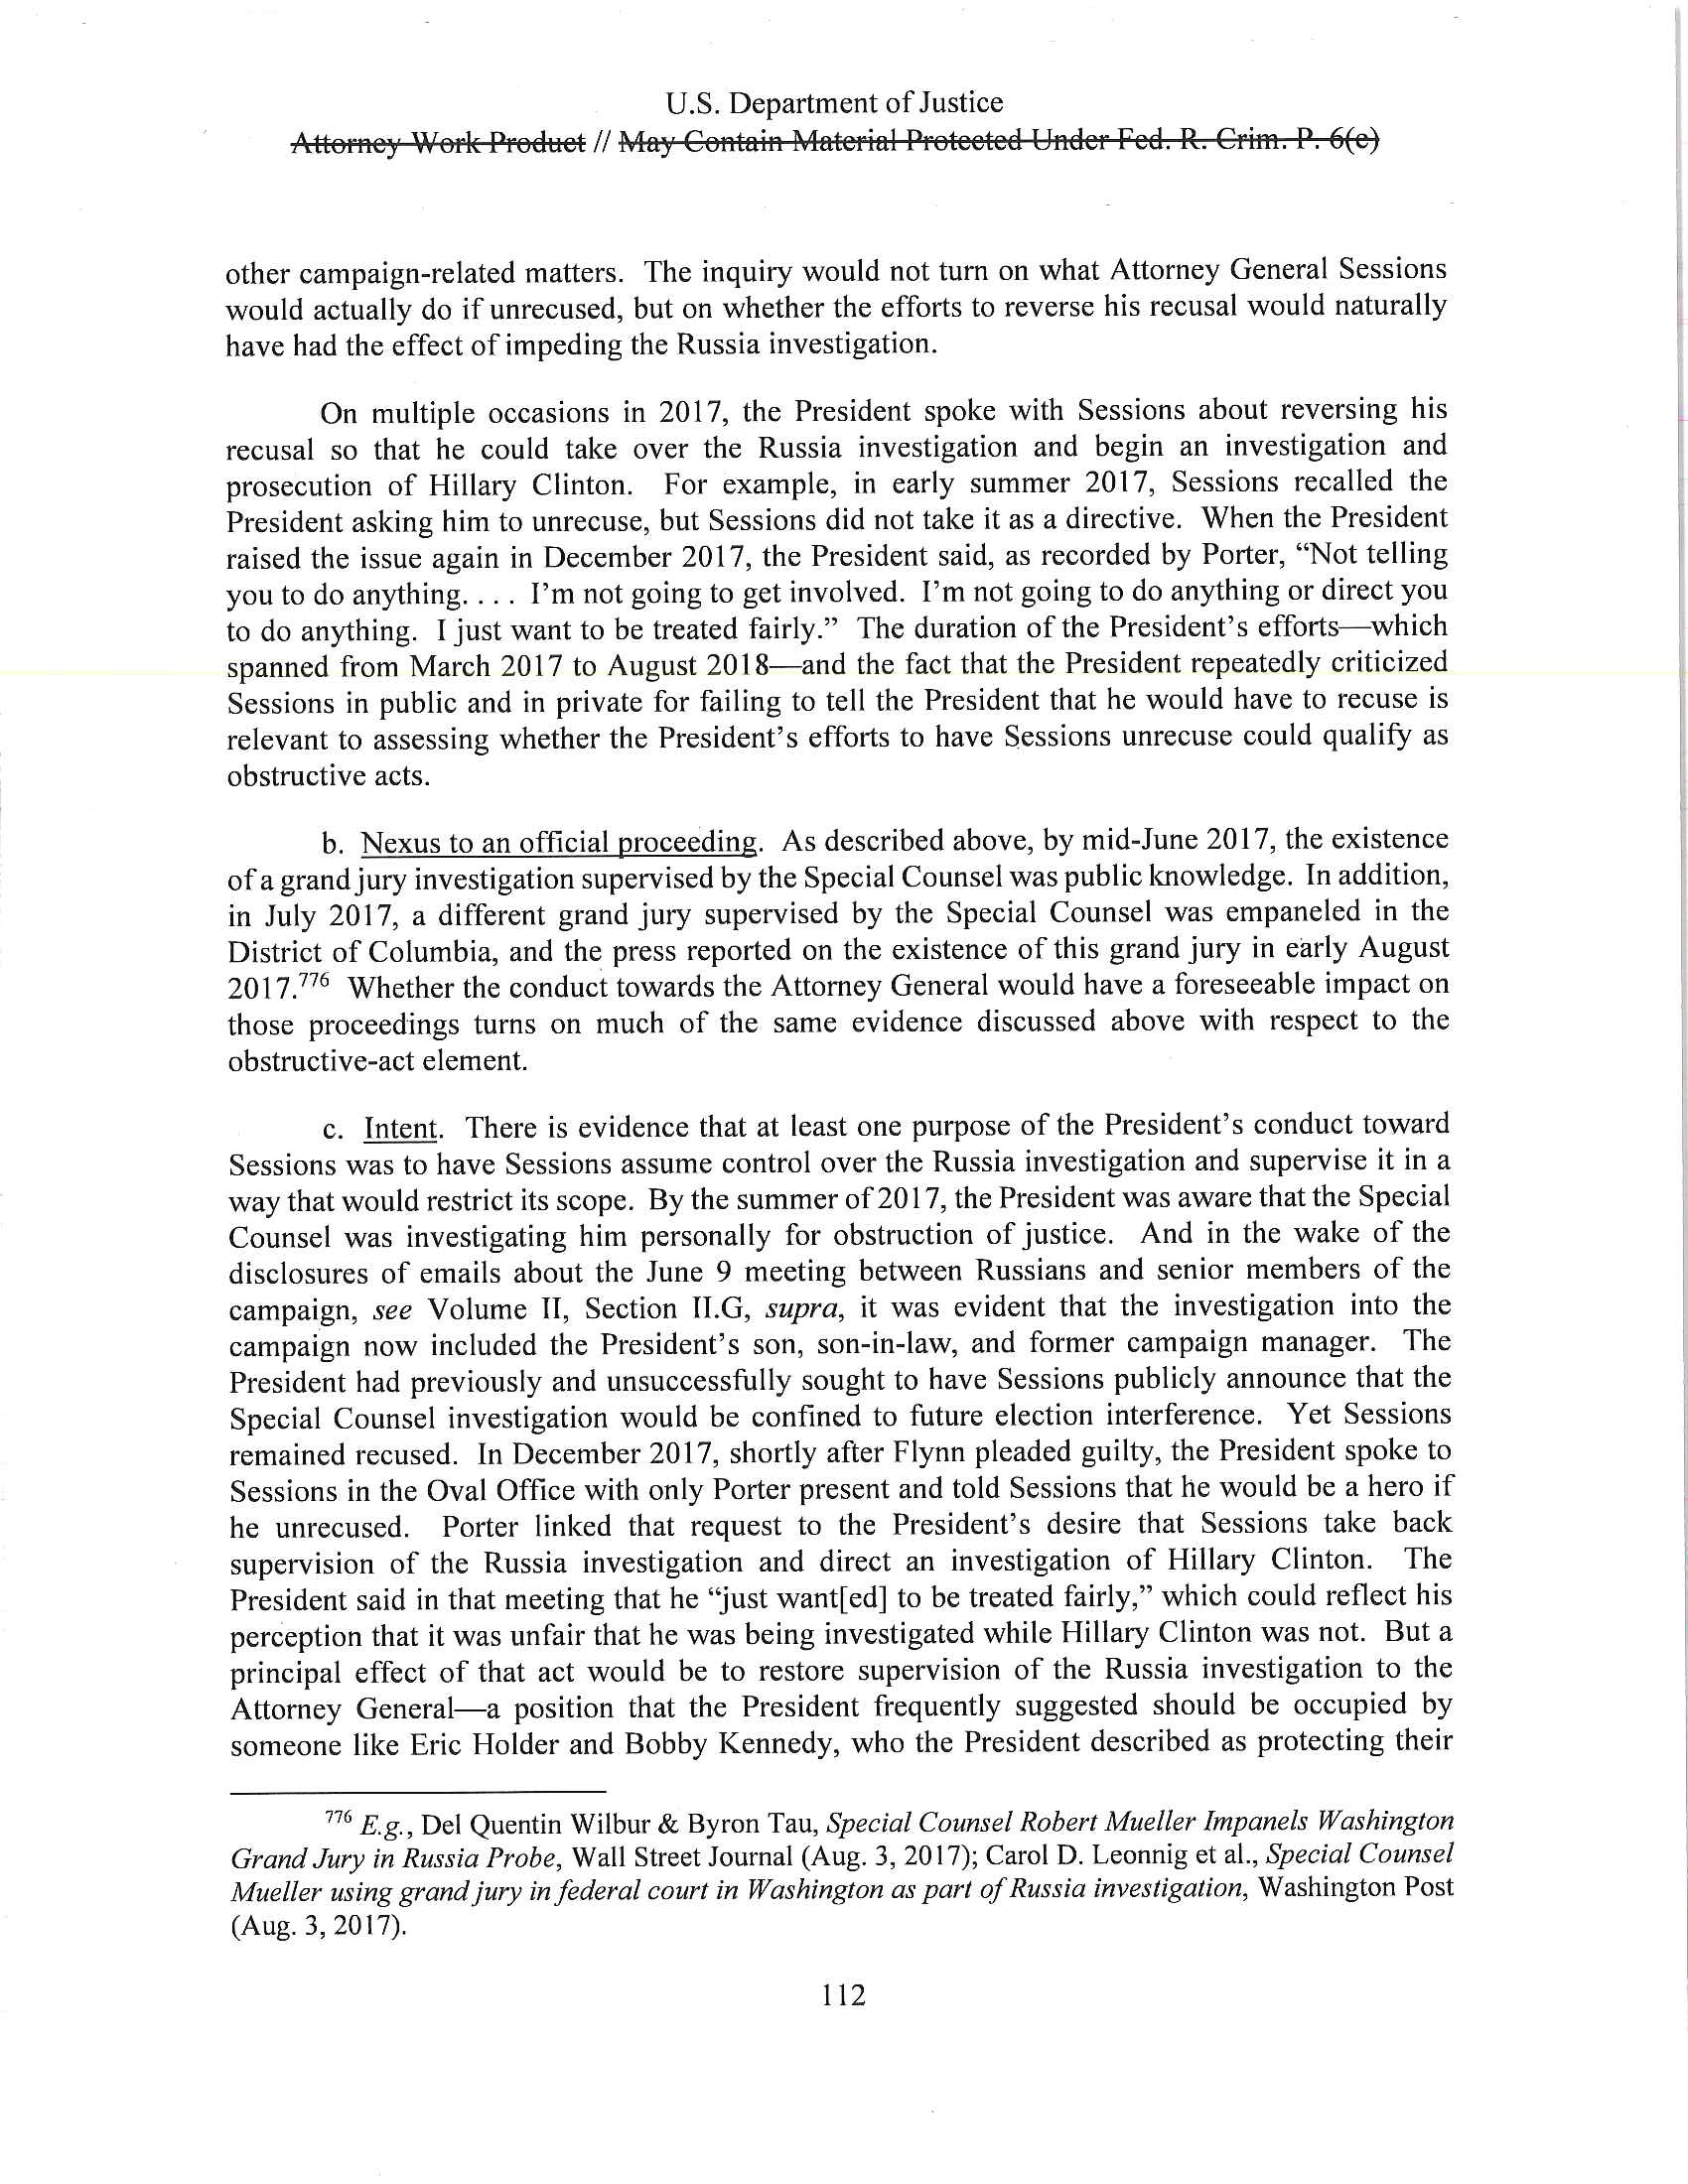 U.S. Department of Justice
Attorney Work Product // May Contain Material Protected Under Fed. R. Crim. P. 6(e)
other campaign-related matters. The inquiry would not turn on what Attorney General Sessions
would actually do if unrecused, but on whether the efforts to reverse his recusal would naturally
have had the effect of impeding the Russia investigation.
On multiple occasions in 2017, the President spoke with Sessions about reversing his
recusal so that he could take over the Russia investigation and begin an investigation and
prosecution of Hillary Clinton. For example, in early summer 2017, Sessions recalled the
President asking him to unrecuse, but Sessions did not take it as a directive. When the President
raised the issue again in December 2017, the President said, as recorded by Porter, “Not telling
you to do anything. . . . I’m not going to get involved. I’m not going to do anything or direct you
to do anything. I just want to be treated fairly.” The duration of the President’s efforts—which
spanned from March 2017 to August 2018—and the fact that the President repeatedly criticized
Sessions in public and in private for failing to tell the President that he would have to recuse is
relevant to assessing whether the President’s efforts to have Sessions unrecuse could qualify as
obstructive acts.
b. Nexus to an official proceeding. As described above, by mid-June 2017, the existence
of a grand jury investigation supervised by the Special Counsel was public knowledge. In addition,
in July 2017, a different grand jury supervised by the Special Counsel was empaneled in the
District of Columbia, and the press reported on the existence of this grand jury in early August
2017.776 Whether the conduct towards the Attorney General would have a foreseeable impact on
those proceedings turns on much of the same evidence discussed above with respect to the
obstructive-act element.
c. Intent. There is evidence that at least one purpose of the President’s conduct toward
Sessions was to have Sessions assume control over the Russia investigation and supervise it in a
way that would restrict its scope. By the summer of 2017, the President was aware that the Special
Counsel was investigating him personally for obstruction of justice. And in the wake of the
disclosures of emails about the June 9 meeting between Russians and senior members of the
campaign, see Volume II, Section II.G, supra, it was evident that the investigation into the
campaign now included the President’s son, son-in-law, and former campaign manager. The
President had previously and unsuccessfully sought to have Sessions publicly announce that the
Special Counsel investigation would be confined to future election interference. Yet Sessions
remained recused. In December 2017, shortly after Flynn pleaded guilty, the President spoke to
Sessions in the Oval Office with only Porter present and told Sessions that he would be a hero if
he unrecused. Porter linked that request to the President’s desire that Sessions take back
supervision of the Russia investigation and direct an investigation of Hillary Clinton. The
President said in that meeting that he “just want[ed] to be treated fairly,” which could reflect his
perception that it was unfair that he was being investigated while Hillary Clinton was not. But a
principal effect of that act would be to restore supervision of the Russia investigation to the
Attorney General—a position that the President frequently suggested should be occupied by
someone like Eric Holder and Bobby Kennedy, who the President described as protecting their
776 E.g., Del Quentin Wilbur & Byron Tau, Special Counsel Robert Mueller Impanels Washington
Grand Jury in Russia Probe, Wall Street Journal (Aug. 3, 2017); Carol D. Leonnig et al., Special Counsel
Mueller using grand jury in federal court in Washington as part of Russia investigation, Washington Post
(Aug. 3, 2017).
112